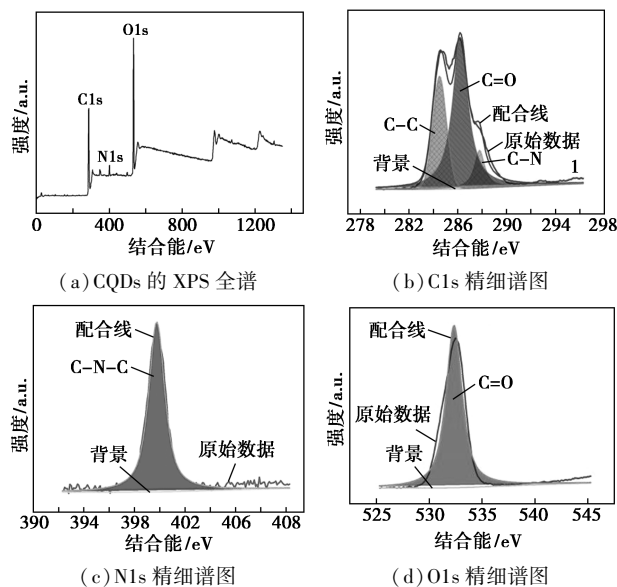 强度/a.u.
O1s
C1s
N1s
0 400 800 1200
结合能/eV
(a)CQDs 的 XPS 全谱
强度/a.u.
C=O
C-C
配合线
原始数据
C-N
背景
1
278 282 286 290 294 298
结合能/eV
(b)C1s 精细谱图
强度/a.u.
配合线
C-N-C
背景
原始数据
390 394 398 402 406 408
结合能/eV
(c)N1s 精细谱图
强度/a.u.
配合线
C=O
原始数据
背景
525 530 535 540 545
结合能/eV
(d)O1s 精细谱图